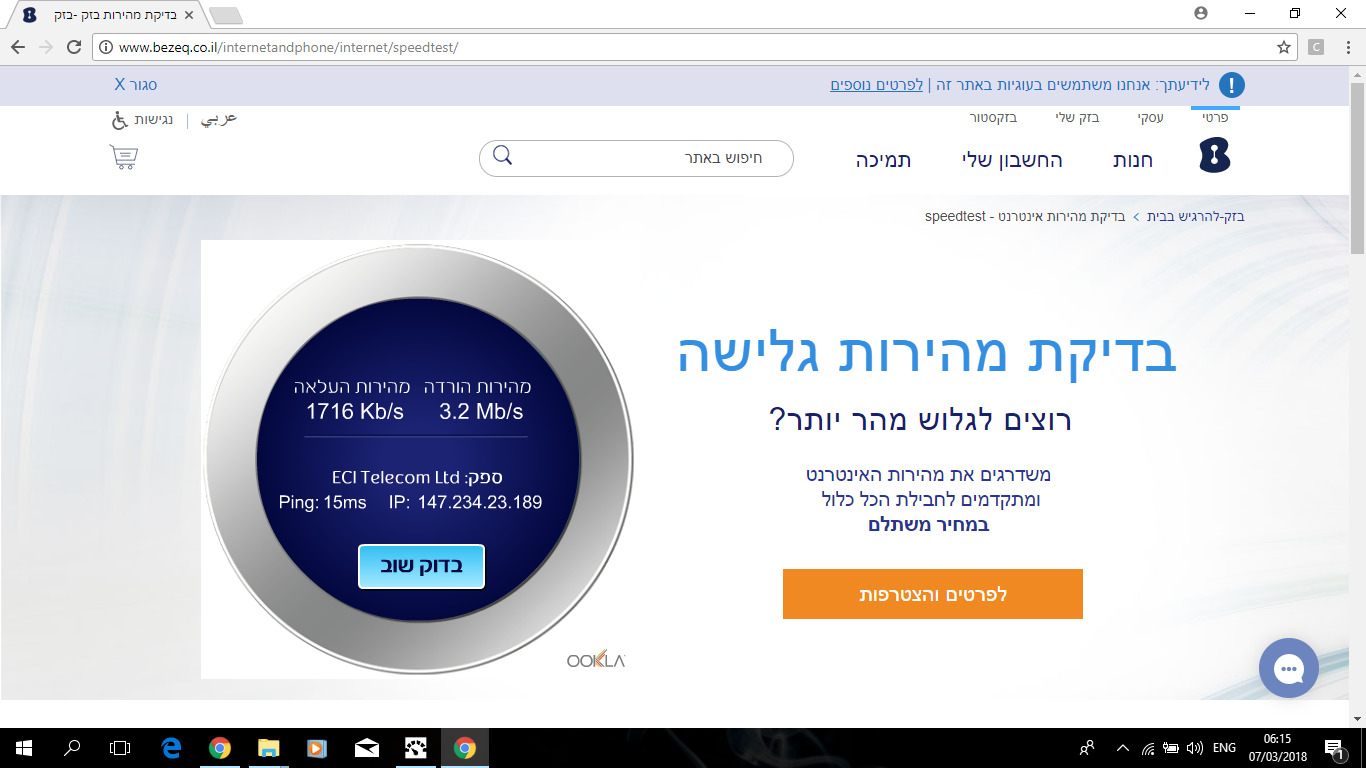 בדיקת מהירות בזק -בזק
www.bezeq.co.il/internetandphone/internet/speedtest/
C
! לידיעתך: אנחנו משתמשים בעוגיות באתר זה | לפרטים נוספים
סגור X
פרטי עסקי בזק שלי בזקסטור
عربي | נגישות
חנות החשבון שלי תמיכה
חיפוש באתר
בזק-להרגיש בבית > בדיקת מהירות אינטרנט - speedtest
בדיקת מהירות גלישה
רוצים לגלוש מהר יותר?
משדרגים את מהירות האינטרנט
ומתקדמים לחבילת הכל כלול
במחיר משתלם
לפרטים והצטרפות
מהירות הורדה מהירות העלאה
3.2 Mb/s 1716 Kb/s
ספק: ECI Telecom Ltd
Ping: 15ms IP: 147.234.23.189
בדוק שוב
OOKLA
ENG
06:15
07/03/2018
1